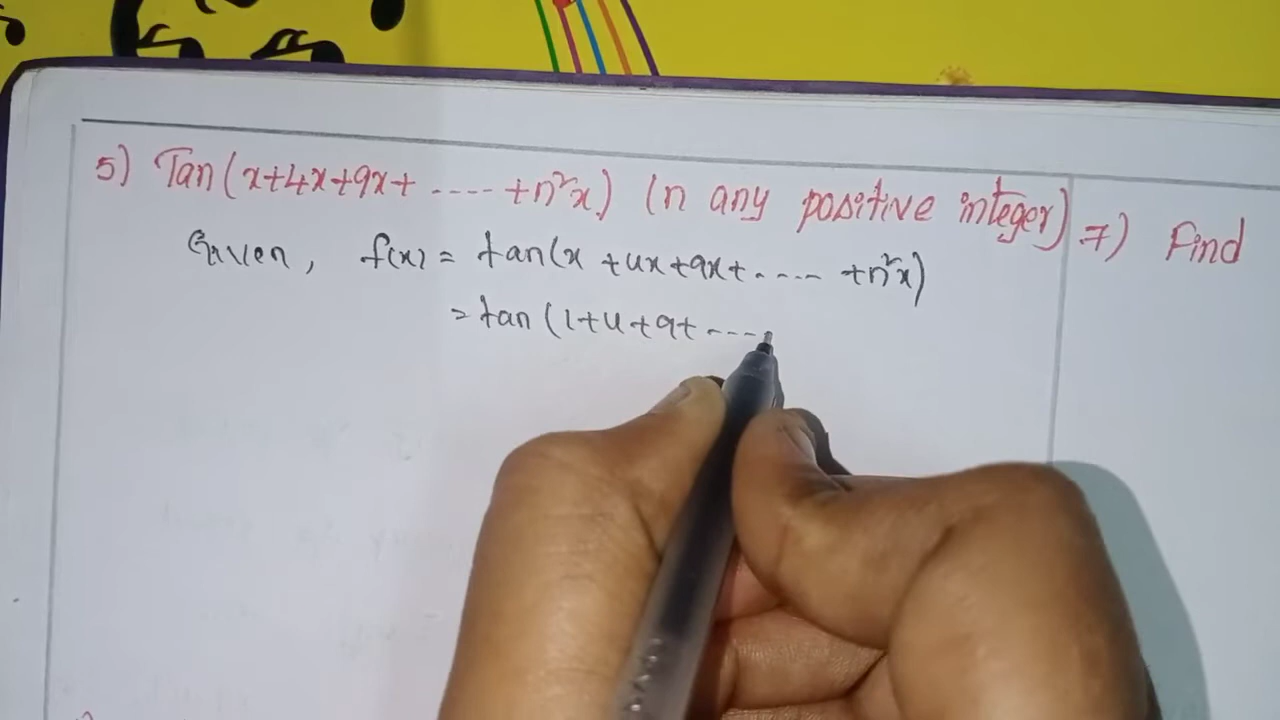 5) Tan(x+4x+9x+ ----- +n²x) (n any positive integer)
Given, f(x) = tan(x +4x+9x+ ----- +n²x)
= tan (1+4+9+ ----
7) Find